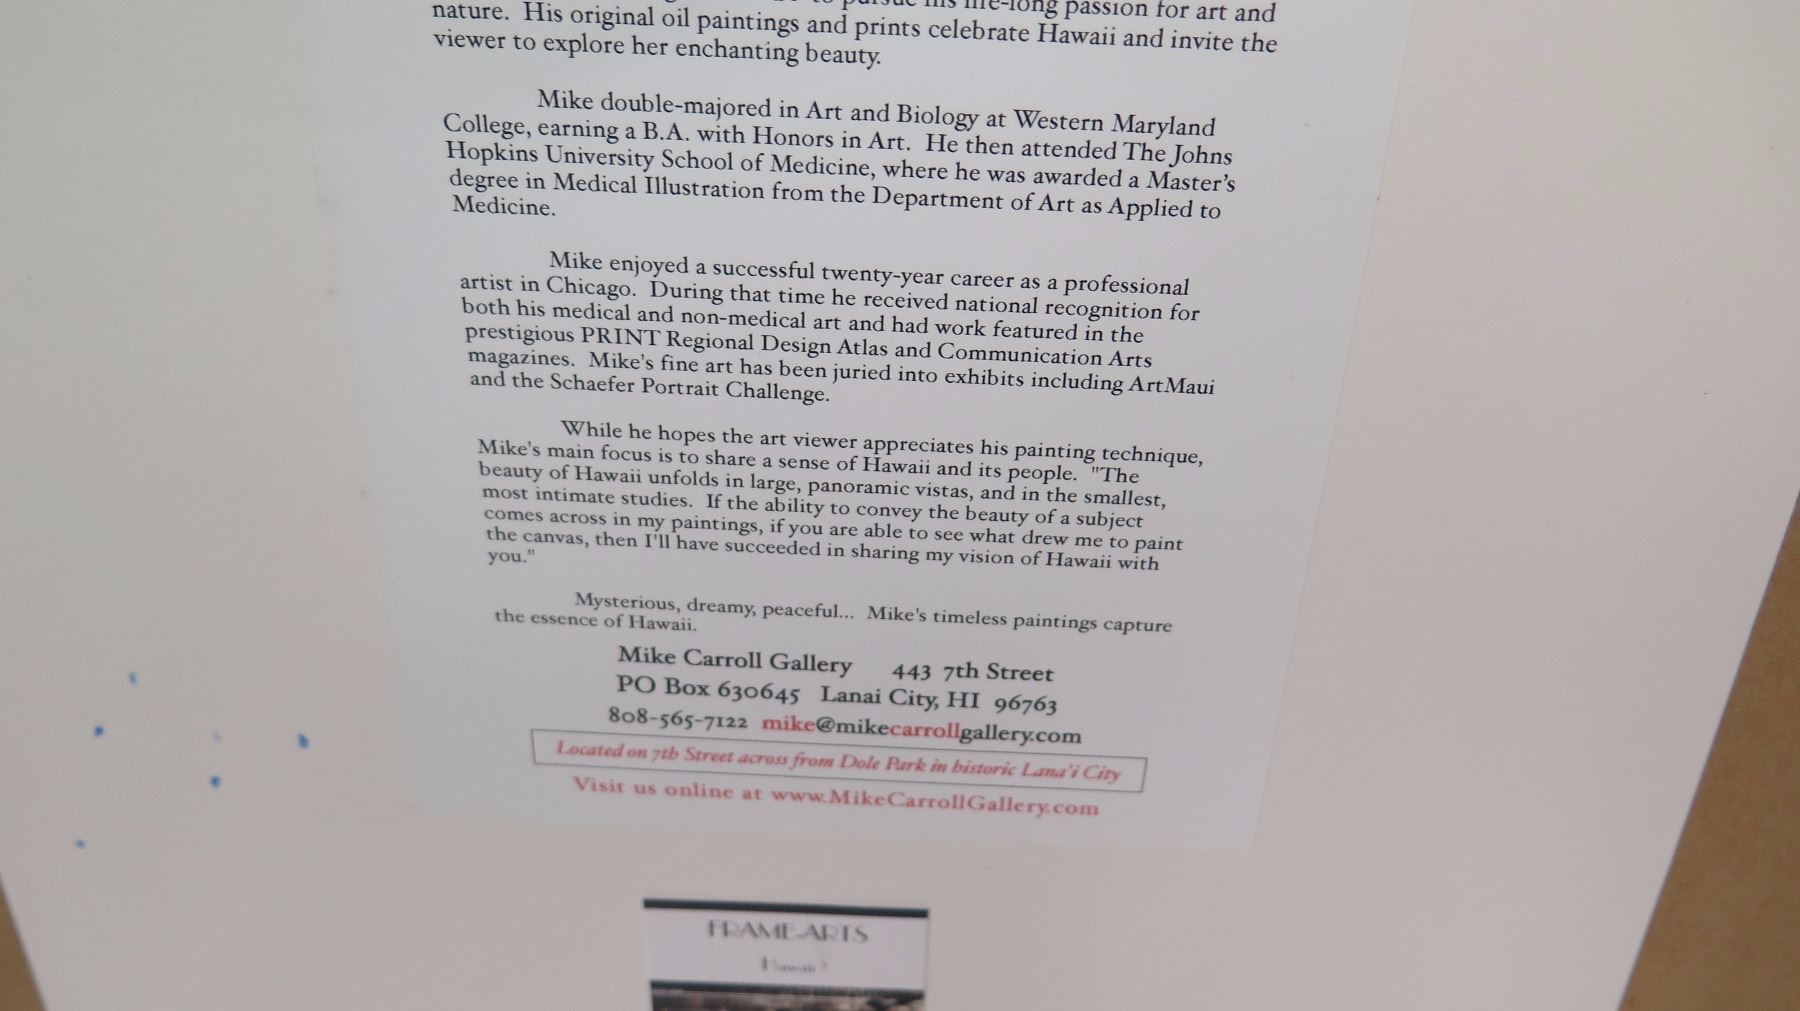 to pursue his life-long passion for art and
nature. His original oil paintings and prints celebrate Hawaii and invite the
viewer to explore her enchanting beauty.
Mike double-majored in Art and Biology at Western Maryland
College, earning a B.A. with Honors in Art. He then attended The Johns
Hopkins University School of Medicine, where he was awarded a Master's
degree in Medical Illustration from the Department of Art as Applied to
Medicine.
Mike enjoyed a successful twenty-year career as a professional
artist in Chicago. During that time he received national recognition for
both his medical and non-medical art and had work featured in the
prestigious PRINT Regional Design Atlas and Communication Arts
magazines. Mike's fine art has been juried into exhibits including ArtMaui
and the Schaefer Portrait Challenge.
While he hopes the art viewer appreciates his painting technique,
Mike's main focus is to share a sense of Hawaii and its people. "The
beauty of Hawaii unfolds in large, panoramic vistas, and in the smallest,
most intimate studies. If the ability to convey the beauty of a subject
comes across in my paintings, if you are able to see what drew me to paint
the canvas, then I'll have succeeded in sharing my vision of Hawaii with
you."
Mysterious, dreamy, peaceful... Mike's timeless paintings capture
the essence of Hawaii.
Mike Carroll Gallery 443 7th Street
PO Box 630645 Lanai City, HI 96763
808-565-7122 mike@mikecarrollgallery.com
Located on 7th Street across from Dole Park in historic Lana'i City
Visit us online at www.MikeCarrollGallery.com
FRAME ARTS
Hawaii